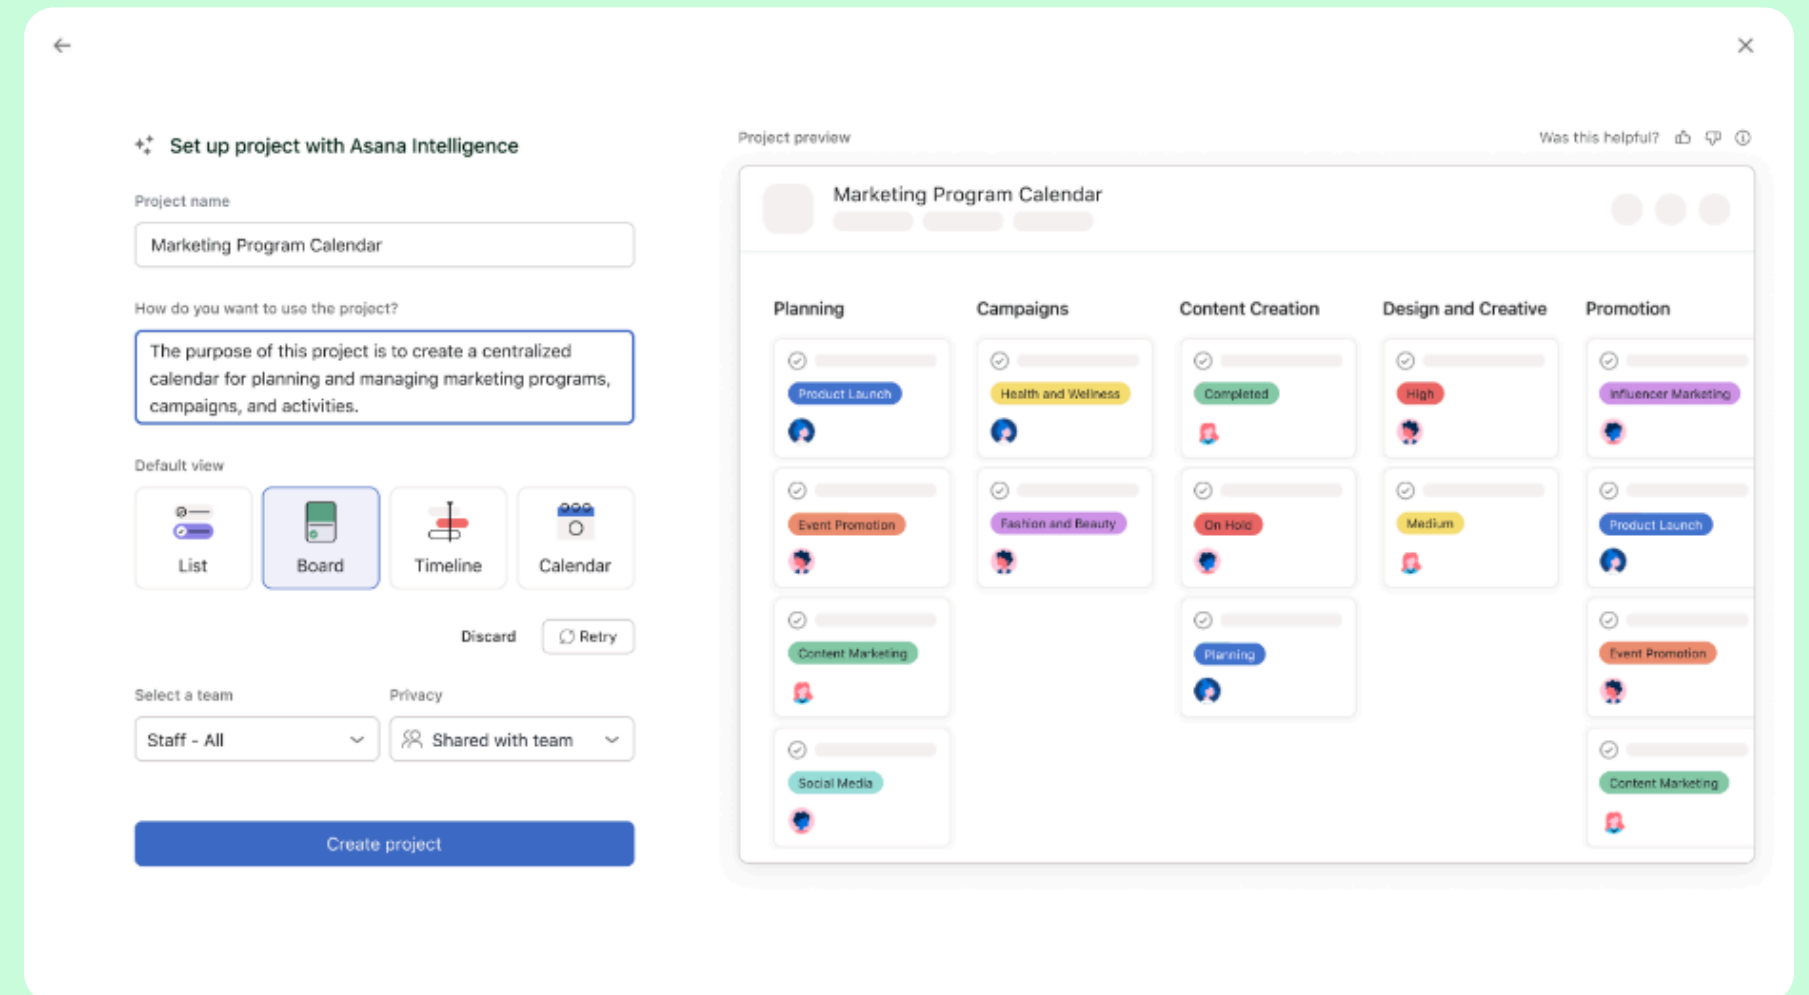 Set up project with Asana Intelligence
Project name
Marketing Program Calendar
How do you want to use the project?
The purpose of this project is to create a centralized
calendar for planning and managing marketing programs,
campaigns, and activities.
Default view
List
Board
Timeline
Calendar
Discard
Retry
Select a team
Privacy
Staff - All
Shared with team
Create project
Project preview
Was this helpful?
Marketing Program Calendar
Planning
Product Launch
Event Promotion
Content Marketing
Social Media
Campaigns
Health and Wellness
Fashion and Beauty
Content Creation
Completed
On Hold
Planning
Design and Creative
High
Medium
Promotion
Influencer Marketing
Product Launch
Event Promotion
Content Marketing